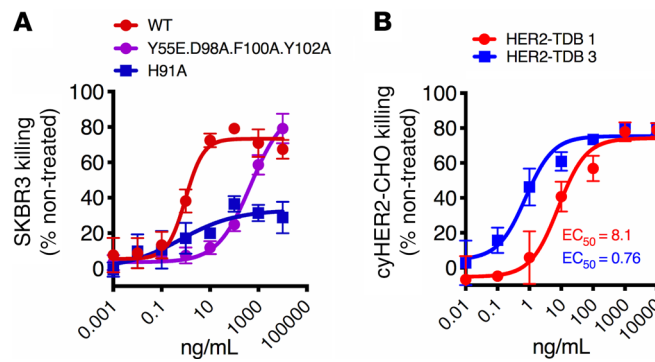 A
WT
Y55E.D98A.F100A.Y102A
H91A
SKBR3 killing
(% non-treated)
100
80
60
40
20
0
0.001
0.1
10
1000
100000
ng/mL
B
HER2-TDB 1
HER2-TDB 3
cyHER2-CHO killing
(% non-treated)
100
80
60
40
20
0
EC50 = 8.1
EC50 = 0.76
0.01
0.1
1
10
100
1000
ng/mL